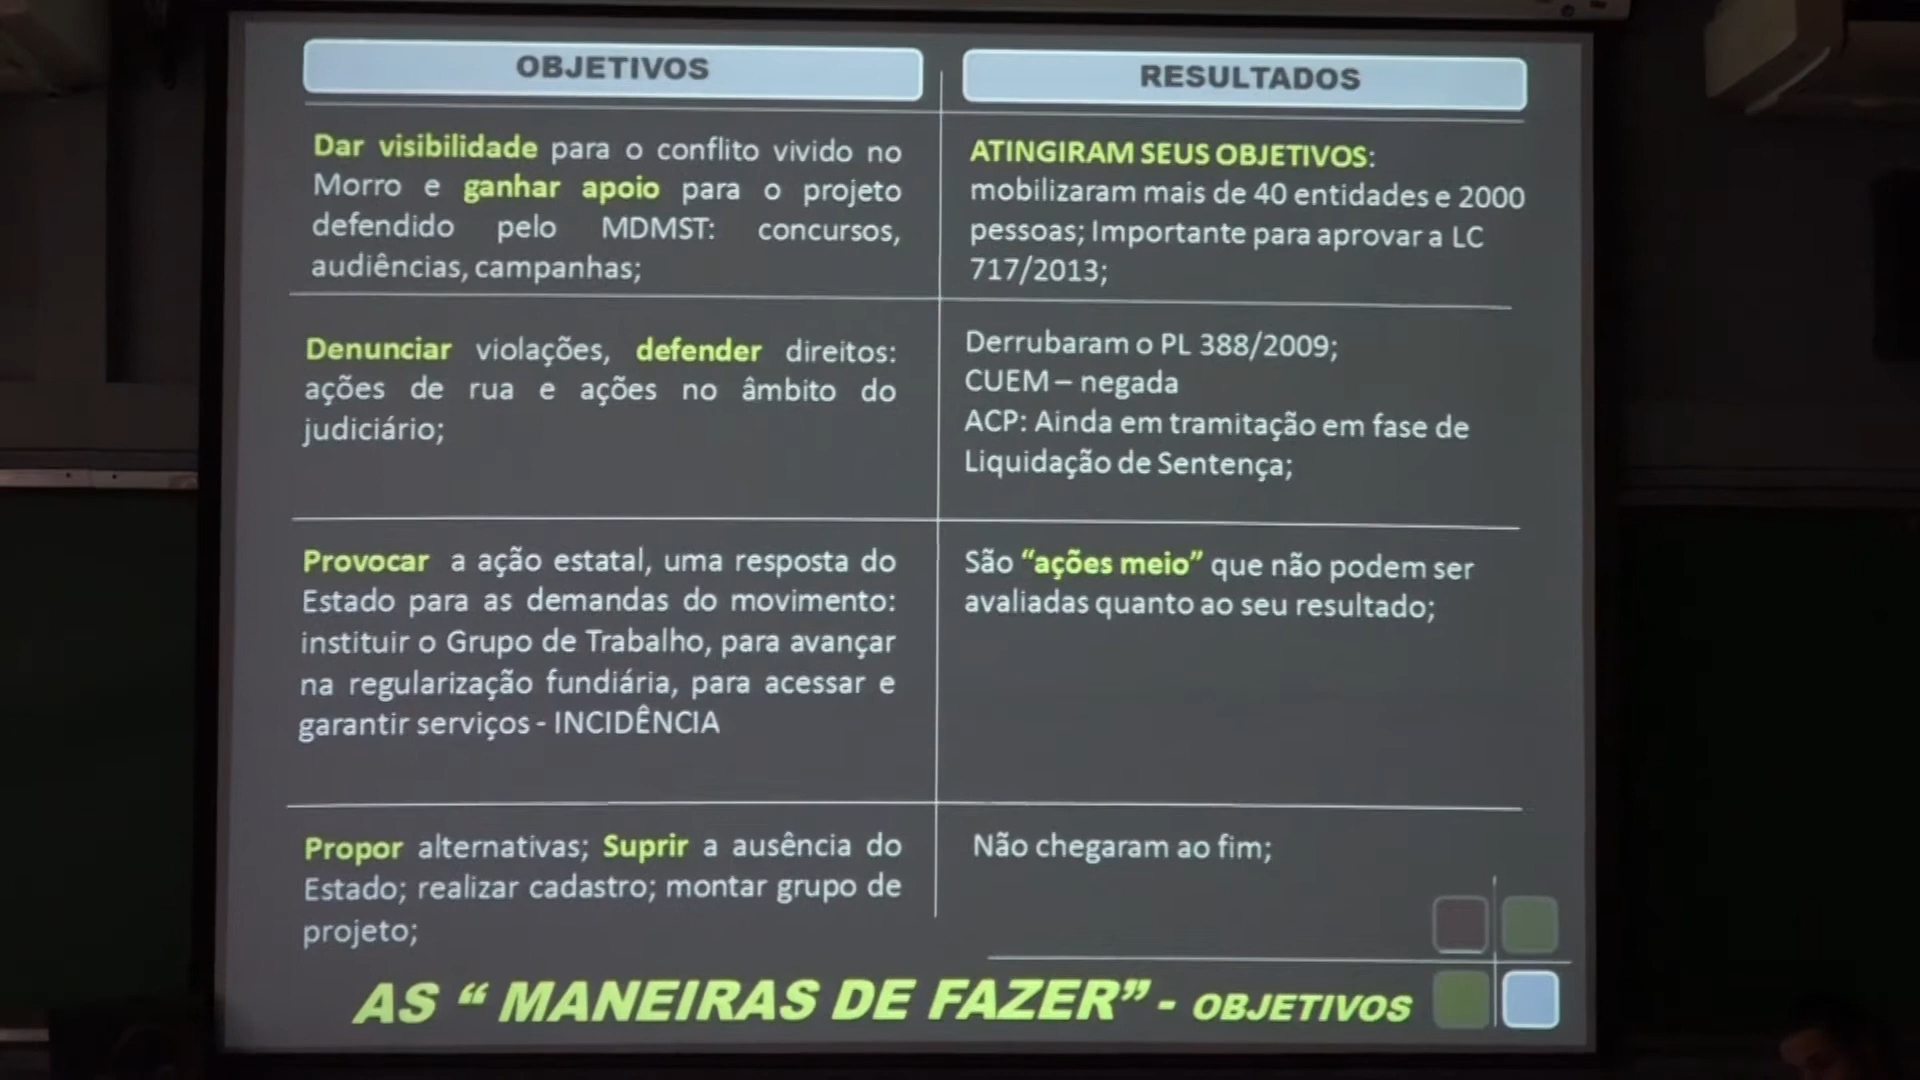 OBJETIVOS
RESULTADOS
Dar visibilidade para o conflito vivido no
Morro e ganhar apoio para o projeto
defendido pelo MDMST: concursos,
audiências, campanhas;
ATINGIRAM SEUS OBJETIVOS:
mobilizaram mais de 40 entidades e 2000
pessoas; Importante para aprovar a LC
717/2013;
Denunciar violações, defender direitos:
ações de rua e ações no âmbito do
judiciário;
Derrubaram o PL 388/2009;
CUEM – negada
ACP: Ainda em tramitação em fase de
Liquidação de Sentença;
Provocar a ação estatal, uma resposta do
Estado para as demandas do movimento:
instituir o Grupo de Trabalho, para avançar
na regularização fundiária, para acessar e
garantir serviços - INCIDÊNCIA
São “ações meio” que não podem ser
avaliadas quanto ao seu resultado;
Propor alternativas; Suprir a ausência do
Estado; realizar cadastro; montar grupo de
projeto;
Não chegaram ao fim;
AS “ MANEIRAS DE FAZER” - OBJETIVOS